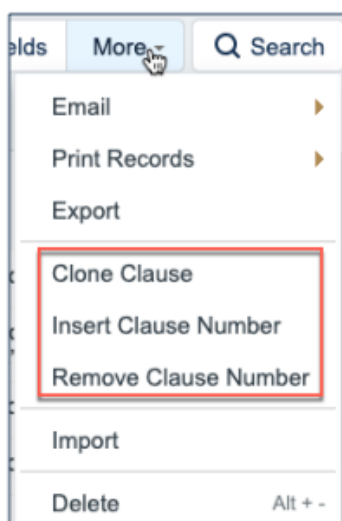 elds More Search
Email
Print Records
Export
Clone Clause
Insert Clause Number
Remove Clause Number
Import
Delete Alt + -